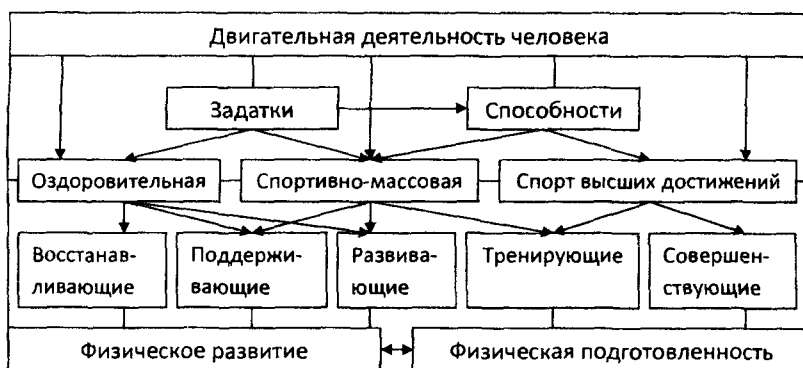 Двигательная деятельность человека
Задатки
Способности
Оздоровительная
Спортивно-массовая
Спорт высших достижений
Восстанав-
ливающие
Поддержи-
вающие
Развива-
ющие
Тренирующие
Совершен-
ствующие
Физическое развитие
Физическая подготовленность